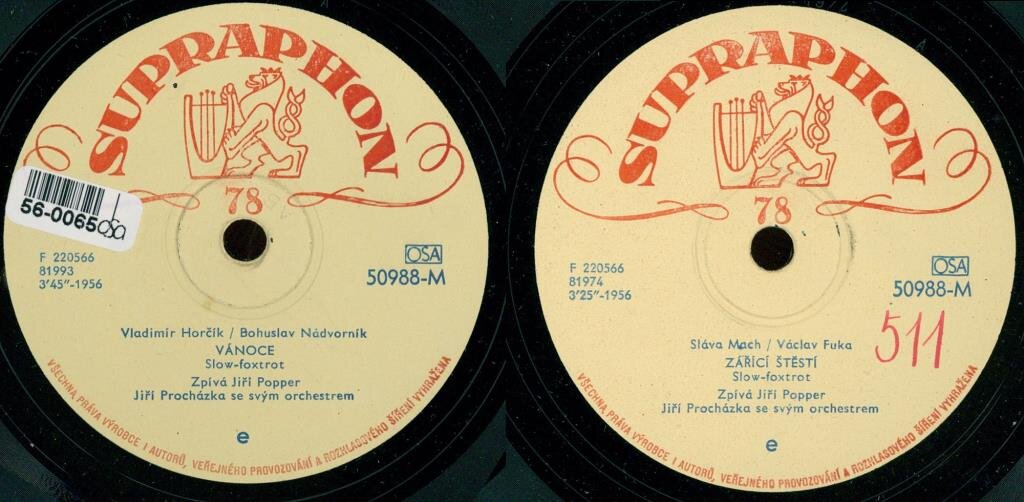 SUPRAPHON
78
56-0065 OSA
F 220566
81993
3'45"-1956
OSA
50988-M
Vladimír Horčík / Bohuslav Nádvorník
VÁNOCE
Slow-foxtrot
Zpívá Jiří Popper
Jiří Procházka se svým orchestrem
e
VŠECHNA PRÁVA VÝROBCE I AUTORŮ, VEŘEJNÉHO PROVOZOVÁNÍ A ROZHLASOVÉHO ŠÍŘENÍ VYHRAŽENA
SUPRAPHON
78
F 220566
81974
3'25"-1956
OSA
50988-M
511
Sláva Mach / Václav Fuka
ZÁŘÍCÍ ŠTĚSTÍ
Slow-foxtrot
Zpívá Jiří Popper
Jiří Procházka se svým orchestrem
e
VŠECHNA PRÁVA VÝROBCE I AUTORŮ, VEŘEJNÉHO PROVOZOVÁNÍ A ROZHLASOVÉHO ŠÍŘENÍ VYHRAŽENA